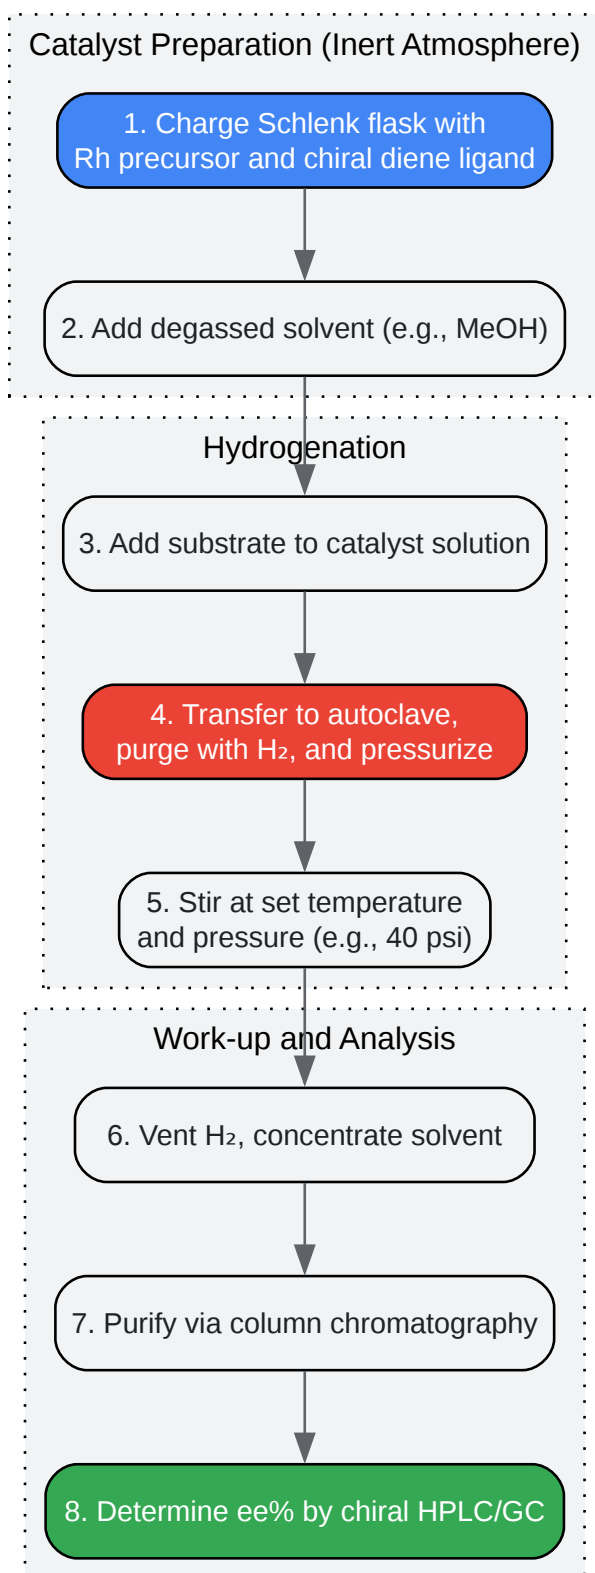 Catalyst Preparation (Inert Atmosphere)
1. Charge Schlenk flask with
Rh precursor and chiral diene ligand
2. Add degassed solvent (e.g., MeOH)
Hydrogenation
3. Add substrate to catalyst solution
4. Transfer to autoclave,
purge with H₂, and pressurize
5. Stir at set temperature
and pressure (e.g., 40 psi)
Work-up and Analysis
6. Vent H₂, concentrate solvent
7. Purify via column chromatography
8. Determine ee% by chiral HPLC/GC